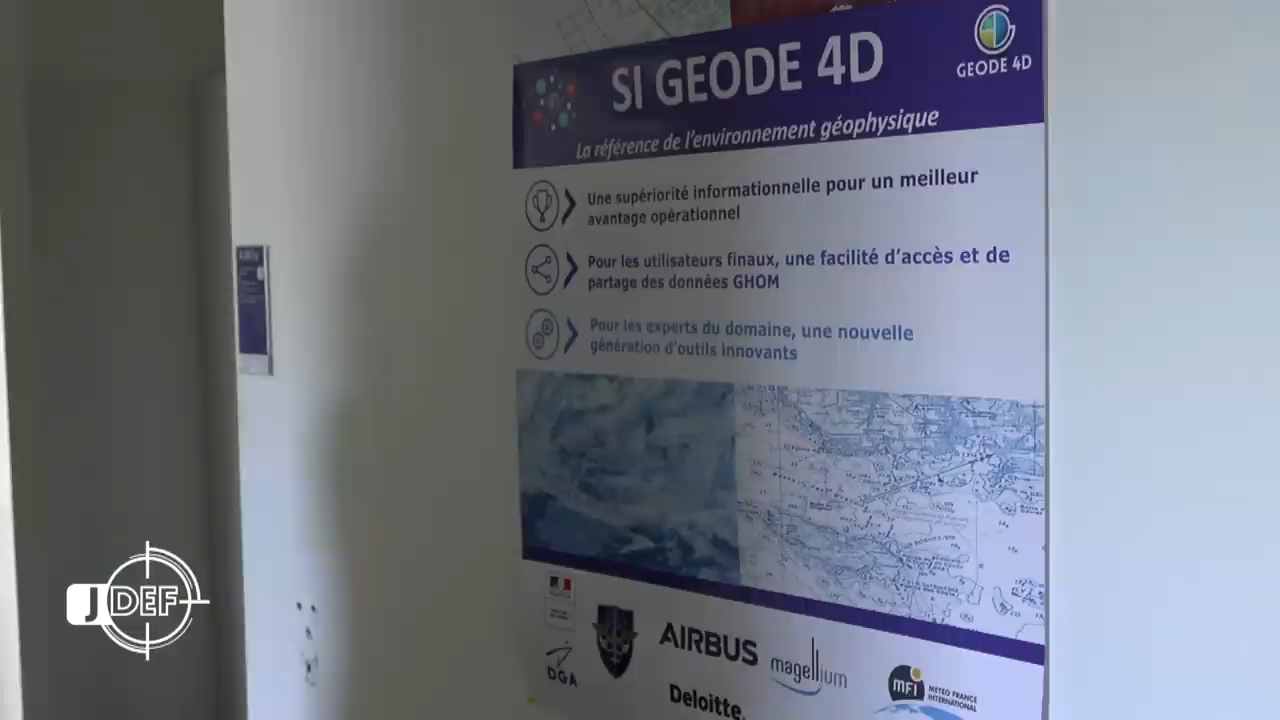 SI GEODE 4D
GEODE 4D
La référence de l'environnement géophysique
Une supériorité informationnelle pour un meilleur
avantage opérationnel
Pour les utilisateurs finaux, une facilité d'accès et de
partage des données GHOM
Pour les experts du domaine, une nouvelle
génération d'outils innovants
DGA
AIRBUS
magellium
MFI
METEO FRANCE
INTERNATIONAL
Deloitte.
JDEF